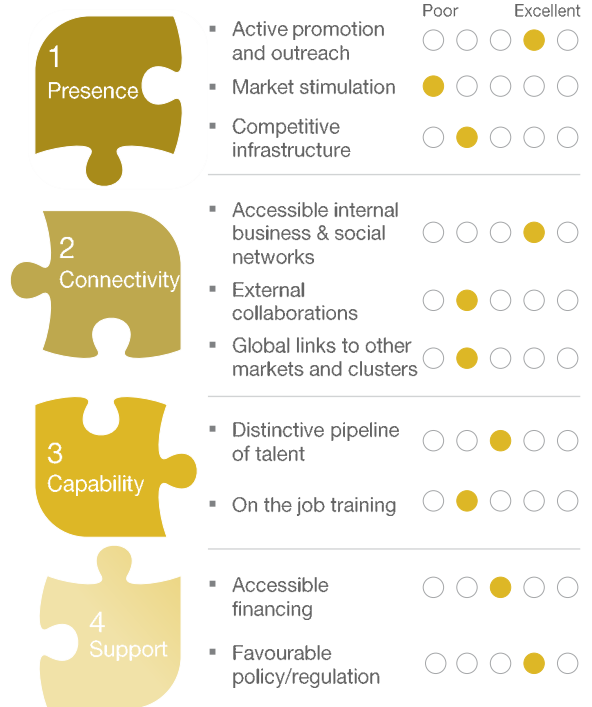 Poor Excellent
1
Presence
▪ Active promotion
and outreach
▪ Market stimulation
▪ Competitive
infrastructure
2
Connectivity
▪ Accessible internal
business & social
networks
▪ External
collaborations
▪ Global links to other
markets and clusters
3
Capability
▪ Distinctive pipeline
of talent
▪ On the job training
4
Support
▪ Accessible
financing
▪ Favourable
policy/regulation